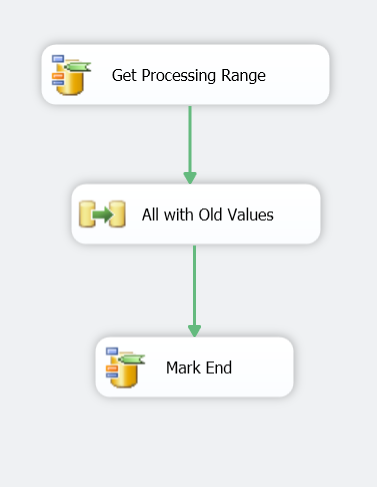 Get Processing Range
All with Old Values
Mark End